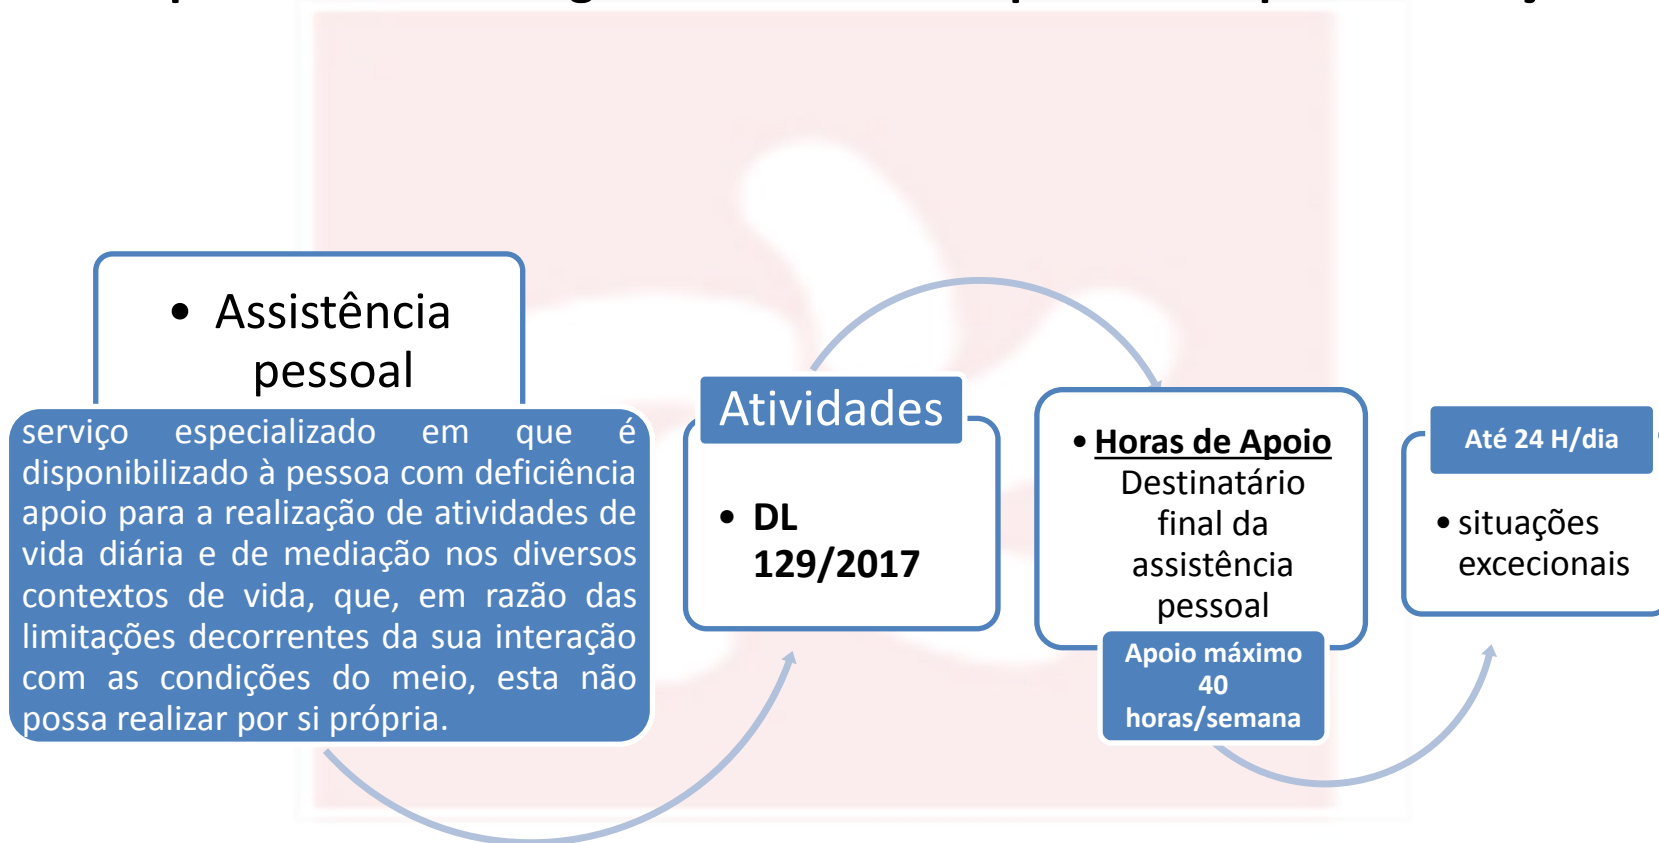 • Assistência
pessoal
serviço especializado em que é
disponibilizado à pessoa com deficiência
apoio para a realização de atividades de
vida diária e de mediação nos diversos
contextos de vida, que, em razão das
limitações decorrentes da sua interação
com as condições do meio, esta não
possa realizar por si própria.
Atividades
• DL
129/2017
• Horas de Apoio
Destinatário
final da
assistência
pessoal
Apoio máximo
40
horas/semana
Até 24 H/dia
• situações
excecionais